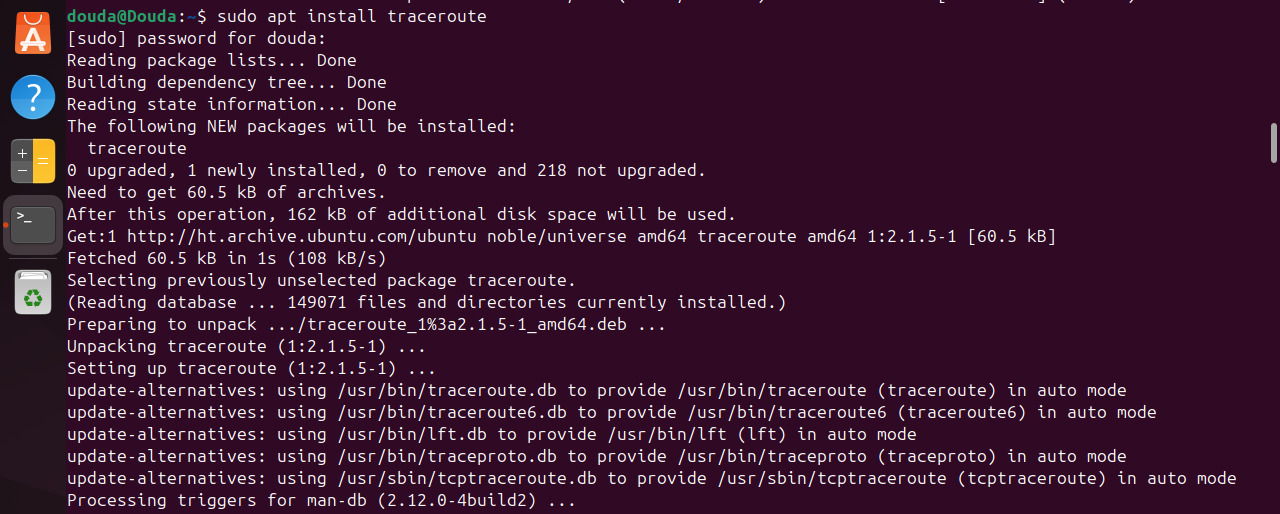 douda@Douda:~$ sudo apt install traceroute
[sudo] password for douda:
Reading package lists... Done
Building dependency tree... Done
Reading state information... Done
The following NEW packages will be installed:
  traceroute
0 upgraded, 1 newly installed, 0 to remove and 218 not upgraded.
Need to get 60.5 kB of archives.
After this operation, 162 kB of additional disk space will be used.
Get:1 http://ht.archive.ubuntu.com/ubuntu noble/universe amd64 traceroute amd64 1:2.1.5-1 [60.5 kB]
Fetched 60.5 kB in 1s (108 kB/s)
Selecting previously unselected package traceroute.
(Reading database ... 149071 files and directories currently installed.)
Preparing to unpack .../traceroute_1%3a2.1.5-1_amd64.deb ...
Unpacking traceroute (1:2.1.5-1) ...
Setting up traceroute (1:2.1.5-1) ...
update-alternatives: using /usr/bin/traceroute.db to provide /usr/bin/traceroute (traceroute) in auto mode
update-alternatives: using /usr/bin/traceroute6.db to provide /usr/bin/traceroute6 (traceroute6) in auto mode
update-alternatives: using /usr/bin/lft.db to provide /usr/bin/lft (lft) in auto mode
update-alternatives: using /usr/bin/traceproto.db to provide /usr/bin/traceproto (traceproto) in auto mode
update-alternatives: using /usr/sbin/tcptraceroute.db to provide /usr/sbin/tcptraceroute (tcptraceroute) in auto mode
Processing triggers for man-db (2.12.0-4build2) ...